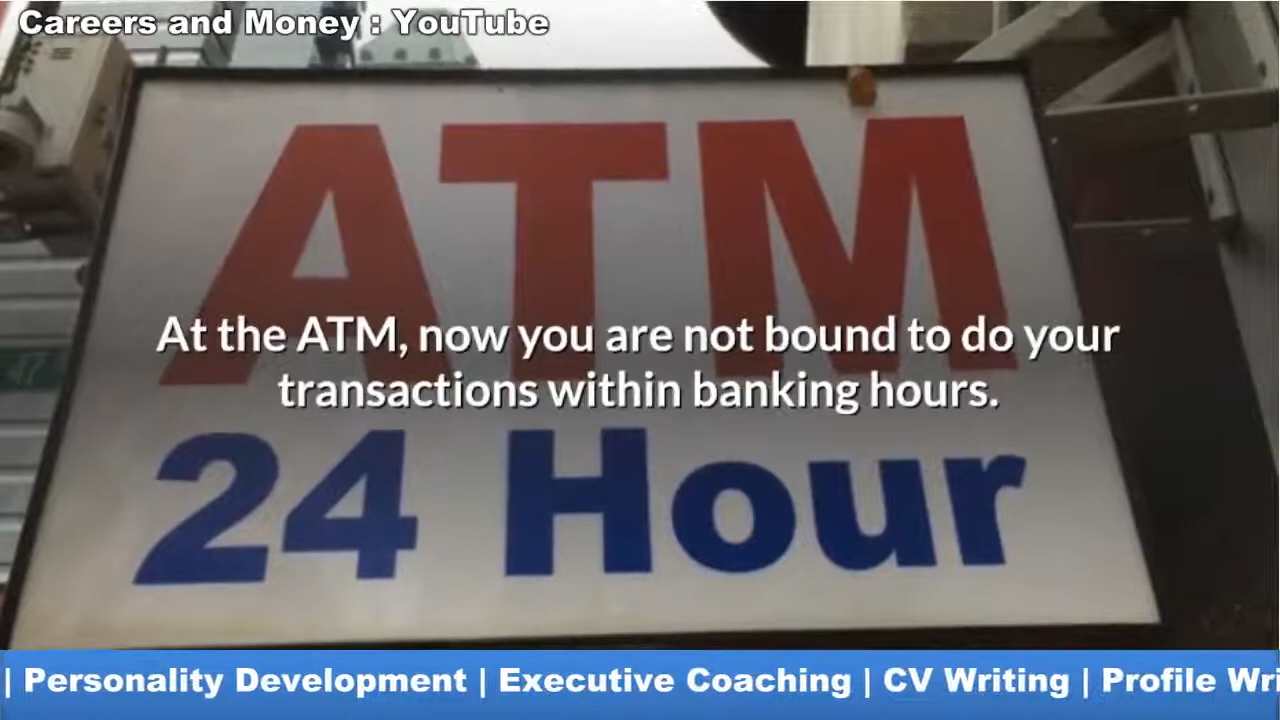 Careers and Money : YouTube
ATM
At the ATM, now you are not bound to do your
transactions within banking hours.
24 Hour
| Personality Development | Executive Coaching | CV Writing | Profile